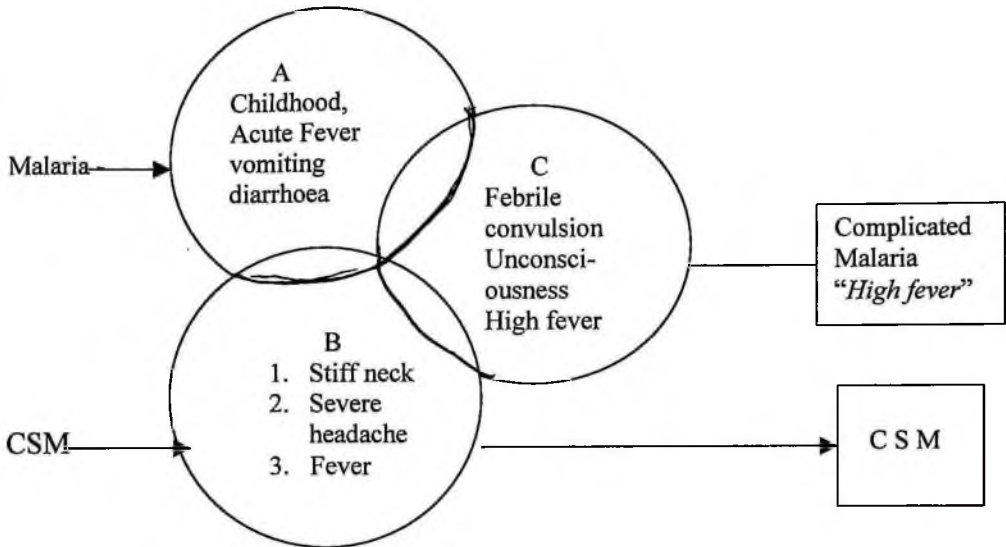 A
Childhood,
Acute Fever
vomiting
diarrhoea
Malaria
C
Febrile
convulsion
Unconsci-
ousness
High fever
Complicated
Malaria
“High fever”
B
1. Stiff neck
2. Severe
headache
3. Fever
CSM
C S M